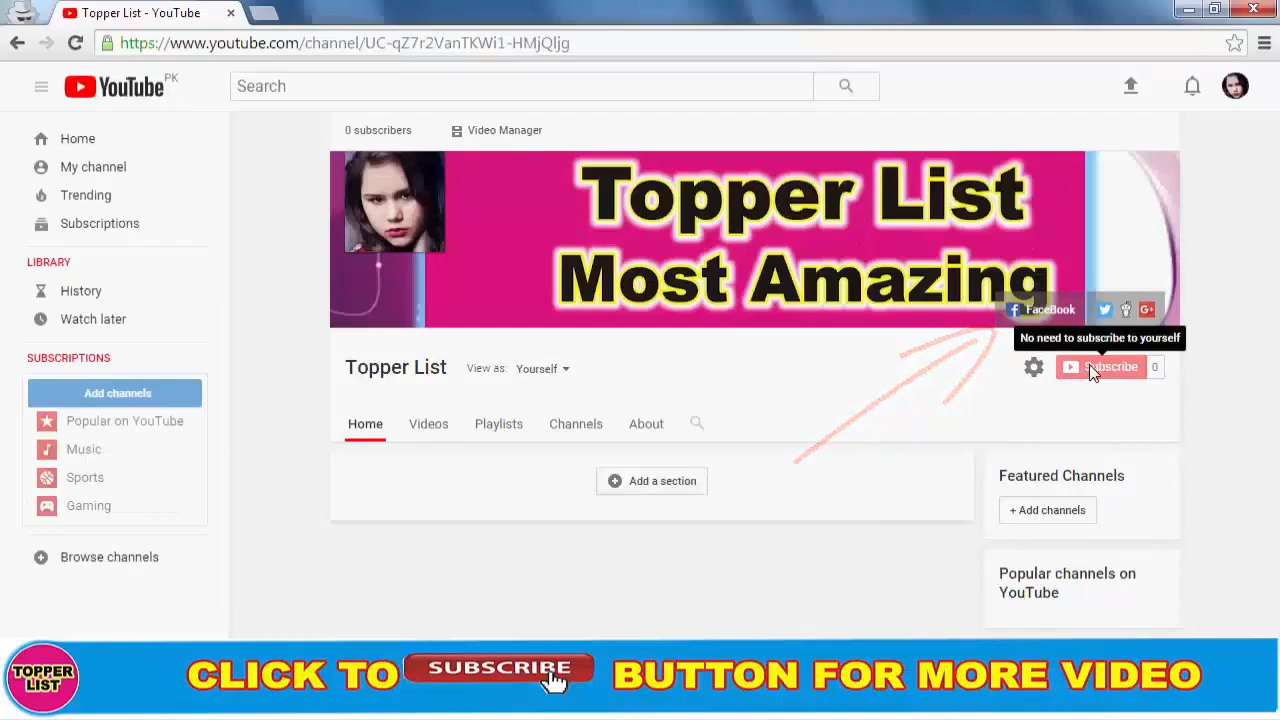 Topper List - YouTube
https://www.youtube.com/channel/UC-qZ7r2VanTKWi1-HMjQljg
YouTube PK
Search
Home
My channel
Trending
Subscriptions
LIBRARY
History
Watch later
SUBSCRIPTIONS
Add channels
Popular on YouTube
Music
Sports
Gaming
Browse channels
0 subscribers
Video Manager
Topper List
Most Amazing
FaceBook
No need to subscribe to yourself
Topper List
View as: Yourself
Subscribe 0
Home Videos Playlists Channels About
Add a section
Featured Channels
+ Add channels
Popular channels on
YouTube
TOPPER
LIST
CLICK TO SUBSCRIBE BUTTON FOR MORE VIDEO